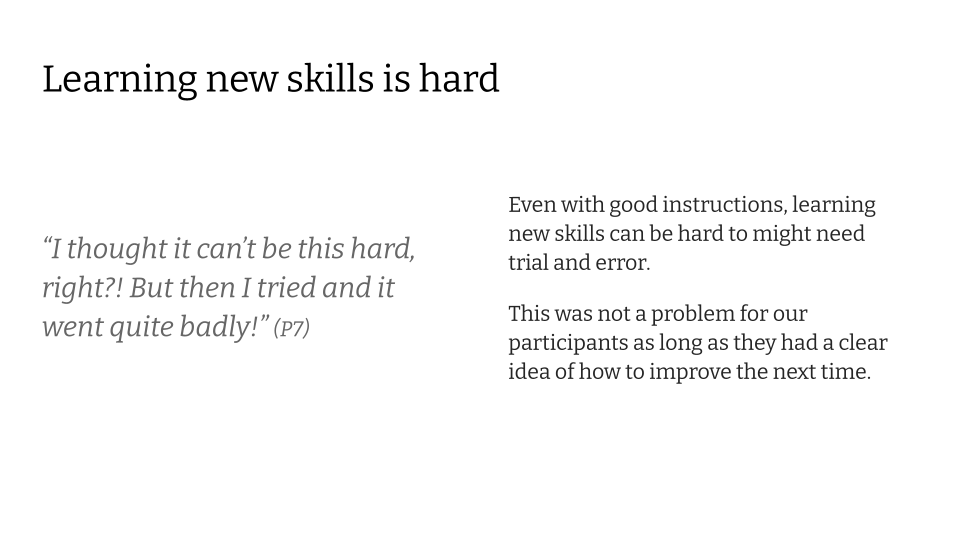 Learning new skills is hard
“I thought it can’t be this hard,
right?! But then I tried and it
went quite badly!” (P7)
Even with good instructions, learning
new skills can be hard to might need
trial and error.
This was not a problem for our
participants as long as they had a clear
idea of how to improve the next time.